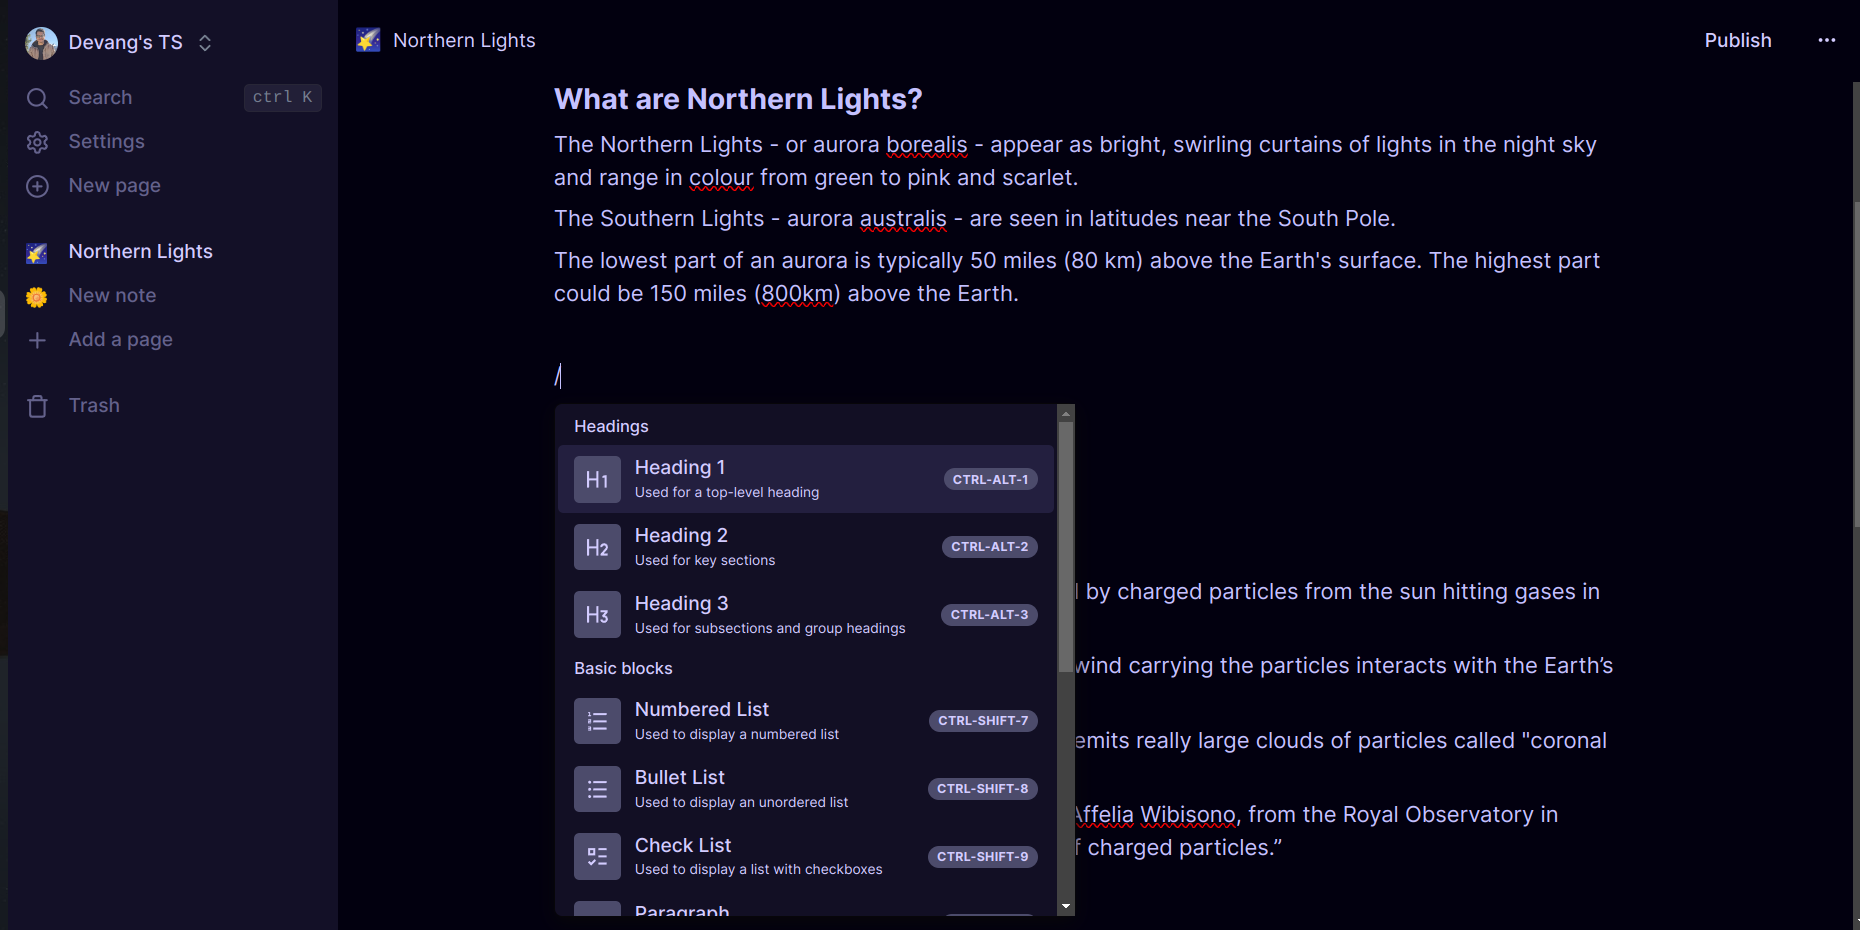 Devang's TS
Search
ctrl K
Settings
New page
Northern Lights
New note
Add a page
Trash
Northern Lights
Publish
What are Northern Lights?
The Northern Lights - or aurora borealis - appear as bright, swirling curtains of lights in the night sky
and range in colour from green to pink and scarlet.
The Southern Lights - aurora australis - are seen in latitudes near the South Pole.
The lowest part of an aurora is typically 50 miles (80 km) above the Earth's surface. The highest part
could be 150 miles (800km) above the Earth.
/
Headings
H1
Heading 1
CTRL-ALT-1
Used for a top-level heading
H2
Heading 2
CTRL-ALT-2
Used for key sections
H3
Heading 3
CTRL-ALT-3
Used for subsections and group headings
Basic blocks
Numbered List
CTRL-SHIFT-7
Used to display a numbered list
Bullet List
CTRL-SHIFT-8
Used to display an unordered list
Check List
CTRL-SHIFT-9
Used to display a list with checkboxes
Paragraph
by charged particles from the sun hitting gases in
wind carrying the particles interacts with the Earth’s
emits really large clouds of particles called "coronal
Affelia Wibisono, from the Royal Observatory in
charged particles.”